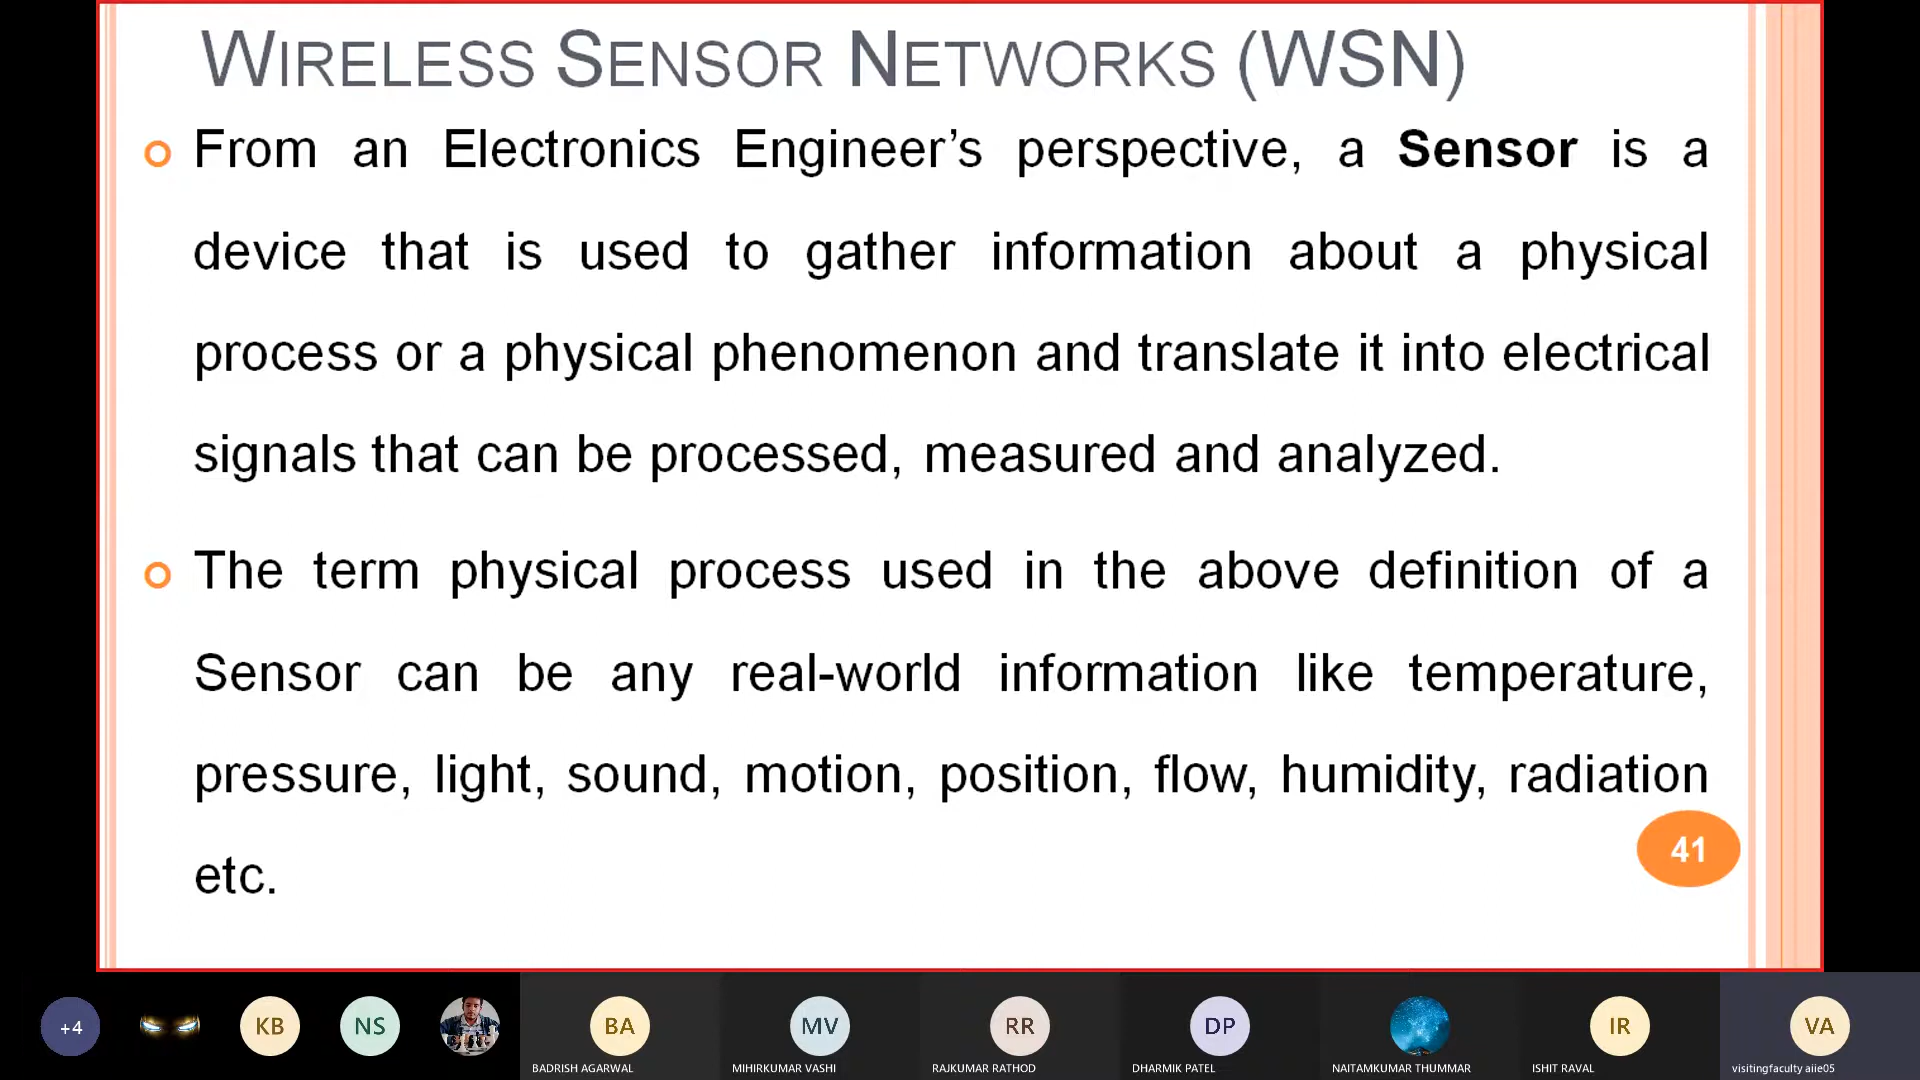 WIRELESS SENSOR NETWORKS (WSN)
From an Electronics Engineer’s perspective, a Sensor is a
device that is used to gather information about a physical
process or a physical phenomenon and translate it into electrical
signals that can be processed, measured and analyzed.
The term physical process used in the above definition of a
Sensor can be any real-world information like temperature,
pressure, light, sound, motion, position, flow, humidity, radiation
etc.
41
+4
KB
NS
BA
MV
RR
DP
IR
VA
BADRISH AGARWAL
MIHIRKUMAR VASHI
RAJKUMAR RATHOD
DHARMIK PATEL
NAITAMKUMAR THUMMAR
ISHIT RAVAL
visitingfaculty aiie05